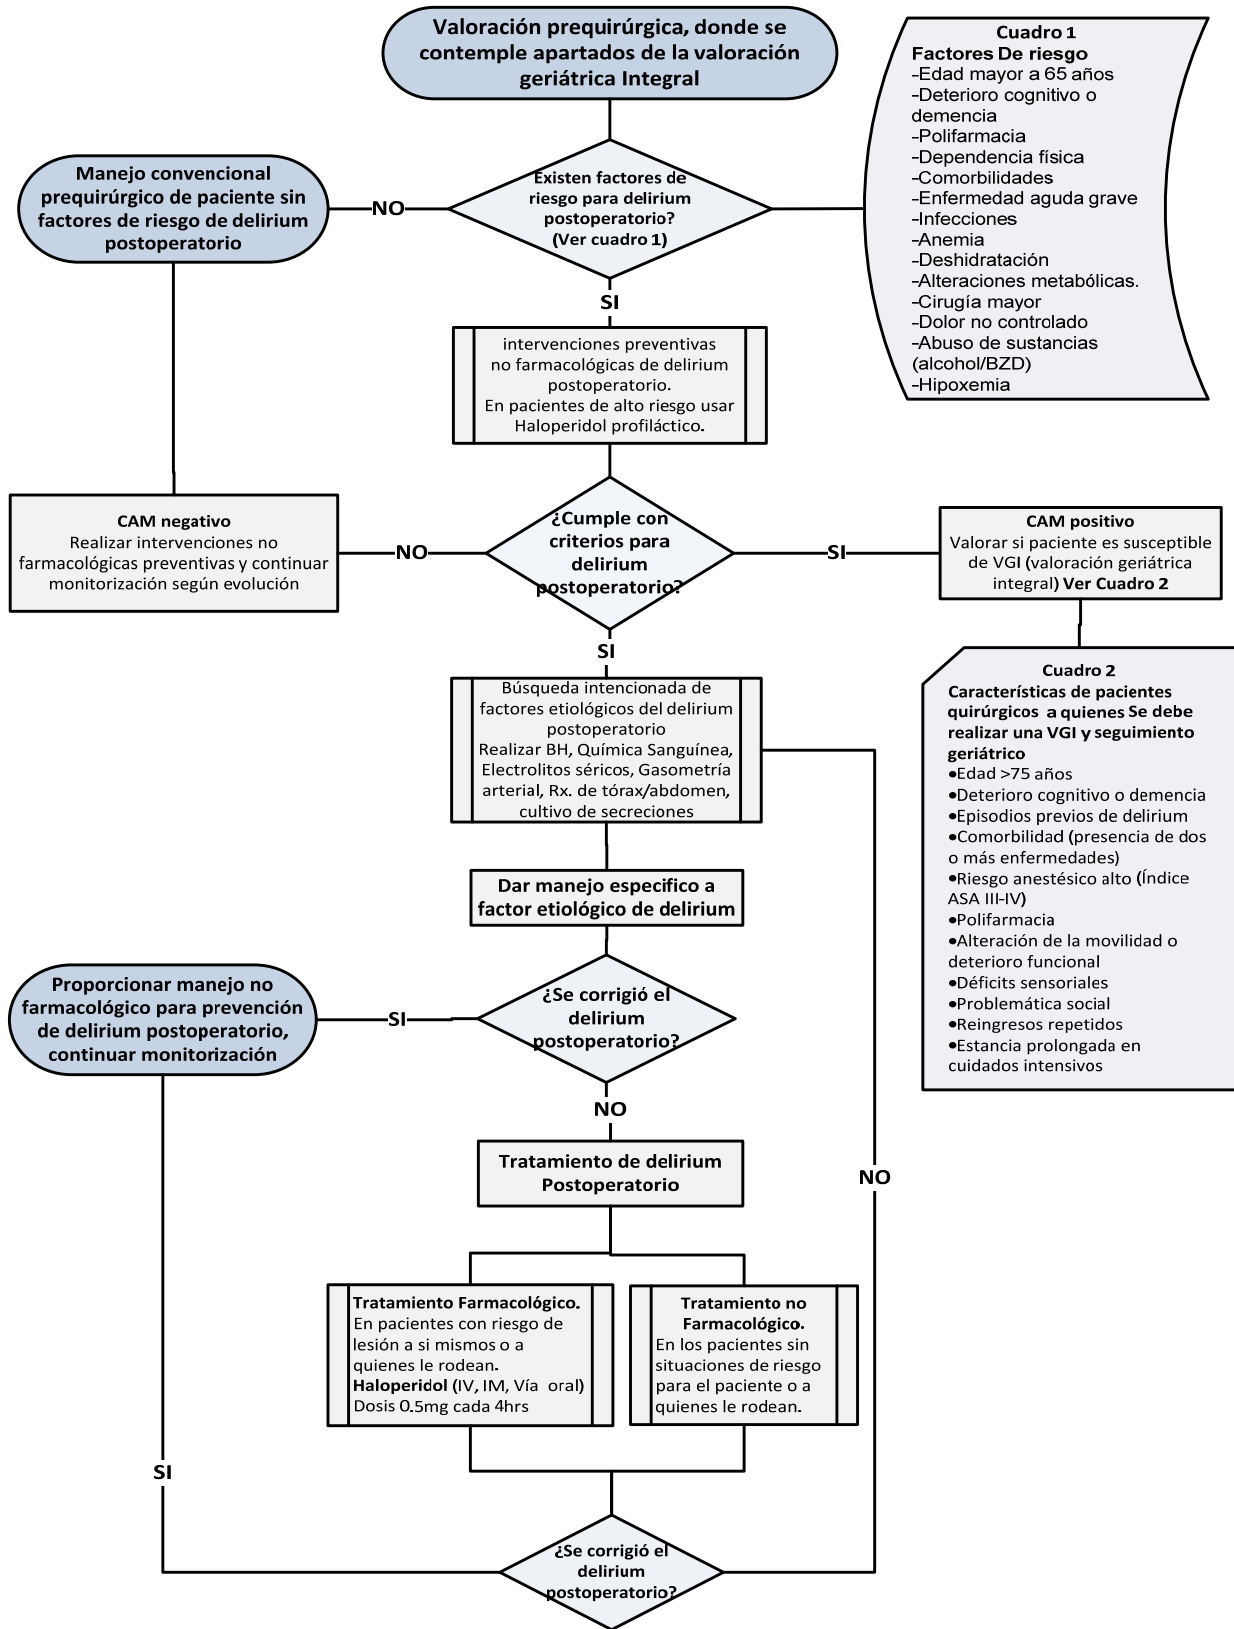 Valoración prequirúrgica, donde se
contemple apartados de la valoración
geriátrica Integral
Cuadro 1
Factores De riesgo
-Edad mayor a 65 años
-Deterioro cognitivo o
demencia
-Polifarmacia
-Dependencia física
-Comorbilidades
-Enfermedad aguda grave
-Infecciones
-Anemia
-Deshidratación
-Alteraciones metabólicas.
-Cirugía mayor
-Dolor no controlado
-Abuso de sustancias
(alcohol/BZD)
-Hipoxemia
Existen factores de
riesgo para delirium
postoperatorio?
(Ver cuadro 1)
NO
Manejo convencional
prequirúrgico de paciente sin
factores de riesgo de delirium
postoperatorio
SI
intervenciones preventivas
no farmacológicas de delirium
postoperatorio.
En pacientes de alto riesgo usar
Haloperidol profiláctico.
¿Cumple con
criterios para
delirium
postoperatorio?
NO
CAM negativo
Realizar intervenciones no
farmacológicas preventivas y continuar
monitorización según evolución
SI
CAM positivo
Valorar si paciente es susceptible
de VGI (valoración geriátrica
integral) Ver Cuadro 2
Cuadro 2
Características de pacientes
quirúrgicos a quienes Se debe
realizar una VGI y seguimiento
geriátrico
•Edad >75 años
•Deterioro cognitivo o demencia
•Episodios previos de delirium
•Comorbilidad (presencia de dos
o más enfermedades)
•Riesgo anestésico alto (Índice
ASA III-IV)
•Polifarmacia
•Alteración de la movilidad o
deterioro funcional
•Déficits sensoriales
•Problemática social
•Reingresos repetidos
•Estancia prolongada en
cuidados intensivos
SI
Búsqueda intencionada de
factores etiológicos del delirium
postoperatorio
Realizar BH, Química Sanguínea,
Electrolitos séricos, Gasometría
arterial, Rx. de tórax/abdomen,
cultivo de secreciones
Dar manejo especifico a
factor etiológico de delirium
¿Se corrigió el
delirium
postoperatorio?
SI
Proporcionar manejo no
farmacológico para prevención
de delirium postoperatorio,
continuar monitorización
NO
Tratamiento de delirium
Postoperatorio
NO
Tratamiento Farmacológico.
En pacientes con riesgo de
lesión a si mismos o a
quienes le rodean.
Haloperidol (IV, IM, Vía oral)
Dosis 0.5mg cada 4hrs
Tratamiento no
Farmacológico.
En los pacientes sin
situaciones de riesgo
para el paciente o a
quienes le rodean.
SI
¿Se corrigió el
delirium
postoperatorio?